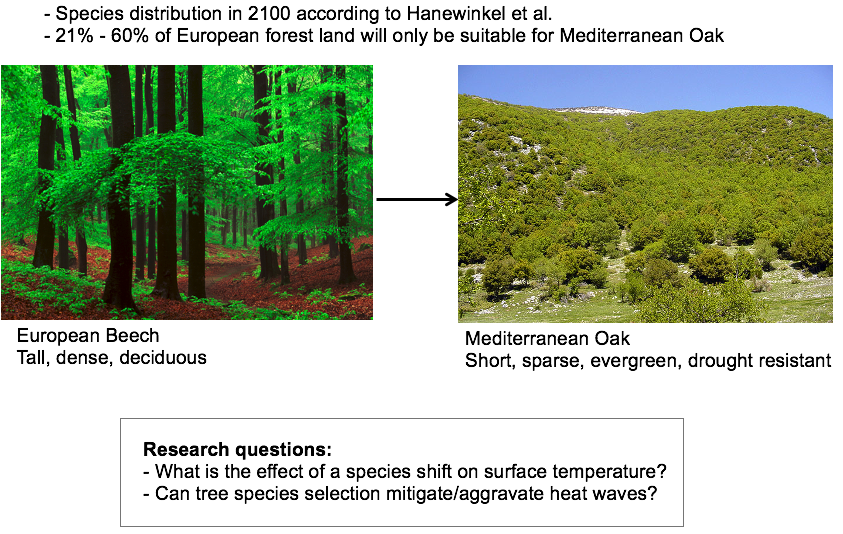 - Species distribution in 2100 according to Hanewinkel et al.
- 21% - 60% of European forest land will only be suitable for Mediterranean Oak
European Beech
Tall, dense, deciduous
Mediterranean Oak
Short, sparse, evergreen, drought resistant
Research questions:
- What is the effect of a species shift on surface temperature?
- Can tree species selection mitigate/aggravate heat waves?